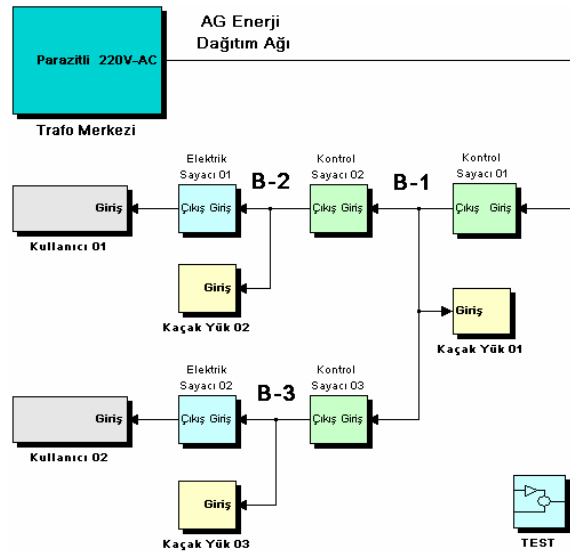 AG Enerji
Dağıtım Ağı
Parazitli 220V-AC
Trafo Merkezi
Elektrik
Sayacı 01
B-2
Kontrol
Sayacı 02
B-1
Kontrol
Sayacı 01
Giriş
Çıkış Giriş
Çıkış Giriş
Çıkış Giriş
Kullanıcı 01
Giriş
Kaçak Yük 02
Giriş
Kaçak Yük 01
Elektrik
Sayacı 02
B-3
Kontrol
Sayacı 03
Giriş
Çıkış Giriş
Çıkış Giriş
Kullanıcı 02
Giriş
Kaçak Yük 03
TEST